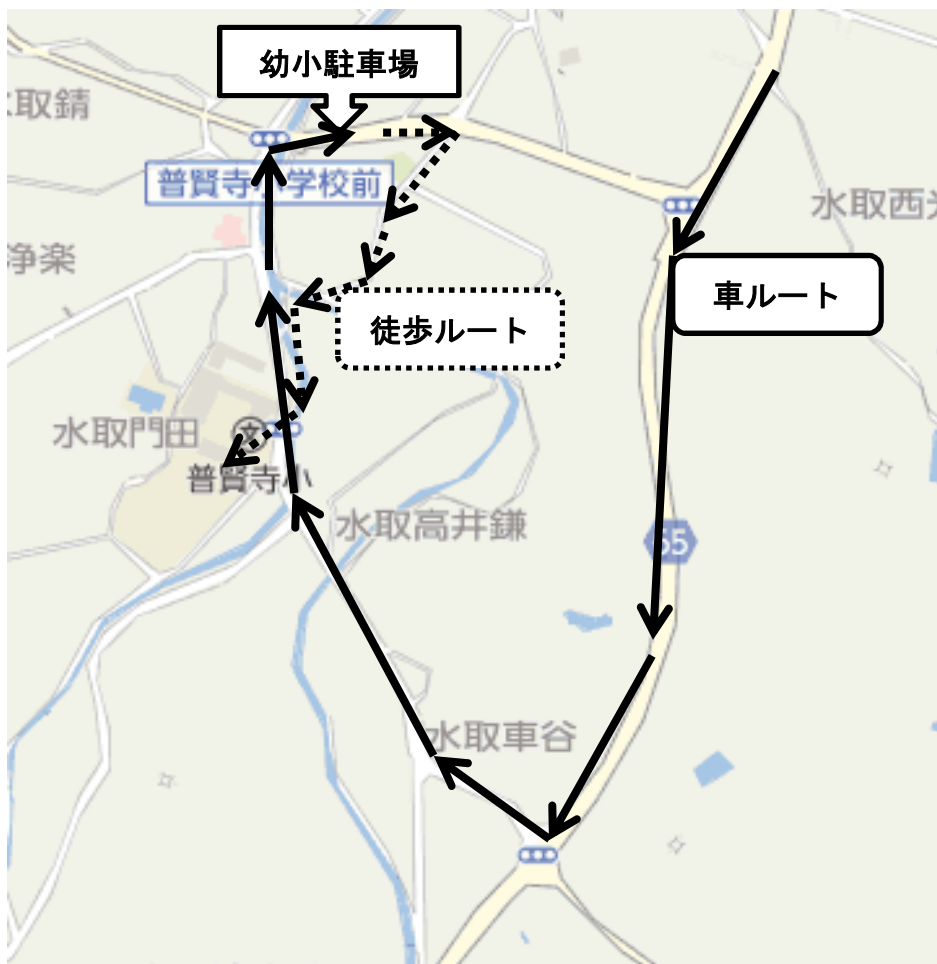 幼小駐車場
水取錆
普賢寺小学校前
水取西
浄楽
車ルート
徒歩ルート
水取門田
文
普賢寺小
水取高井鎌
65
水取車谷